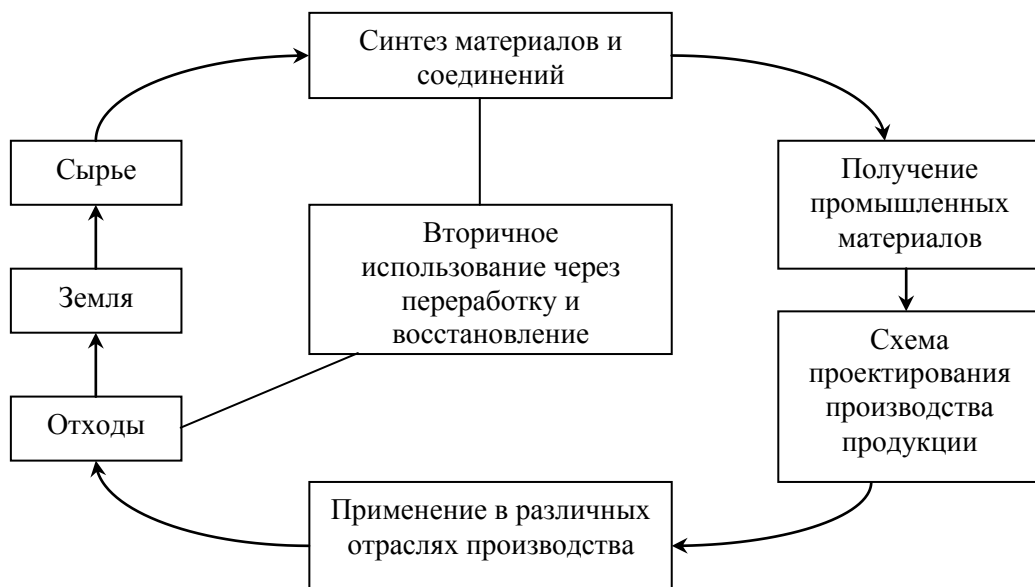 Синтез материалов и
соединений
Сырье
Получение
промышленных
материалов
Вторичное
использование через
переработку и
восстановление
Земля
Схема
проектирования
производства
продукции
Отходы
Применение в различных
отраслях производства